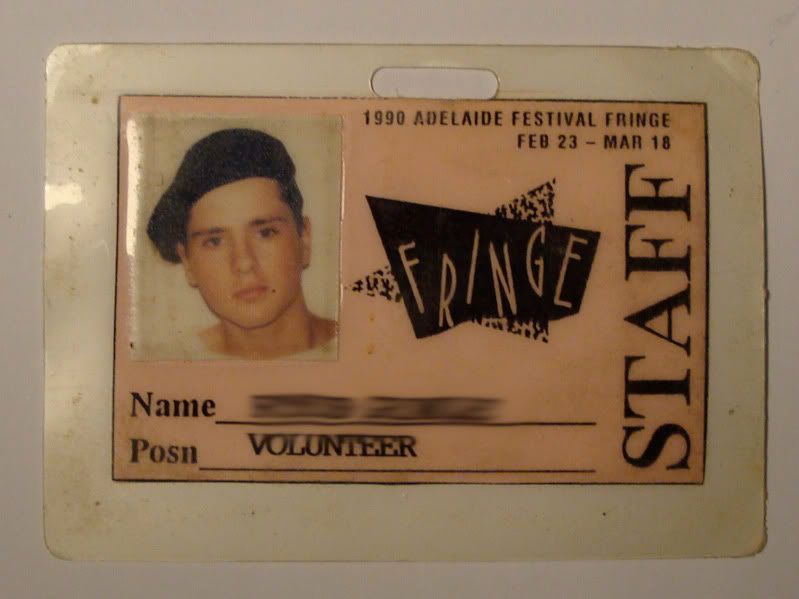 1990 ADELAIDE FESTIVAL FRINGE
FEB 23 – MAR 18
FRINGE
STAFF
Name
Posn VOLUNTEER